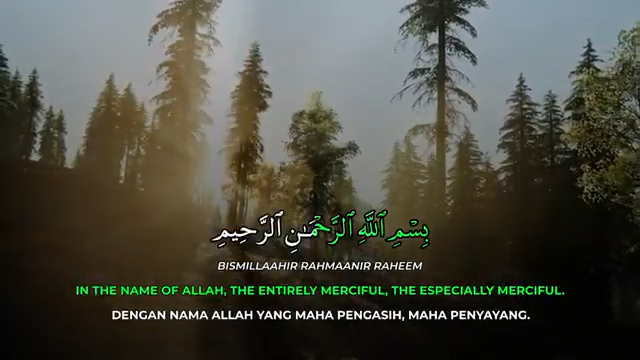 بِسْمِ ٱللَّهِ ٱلرَّحْمَـٰنِ ٱلرَّحِيمِ
BISMILLAAHIR RAHMAANIR RAHEEM
IN THE NAME OF ALLAH, THE ENTIRELY MERCIFUL, THE ESPECIALLY MERCIFUL.
DENGAN NAMA ALLAH YANG MAHA PENGASIH, MAHA PENYAYANG.